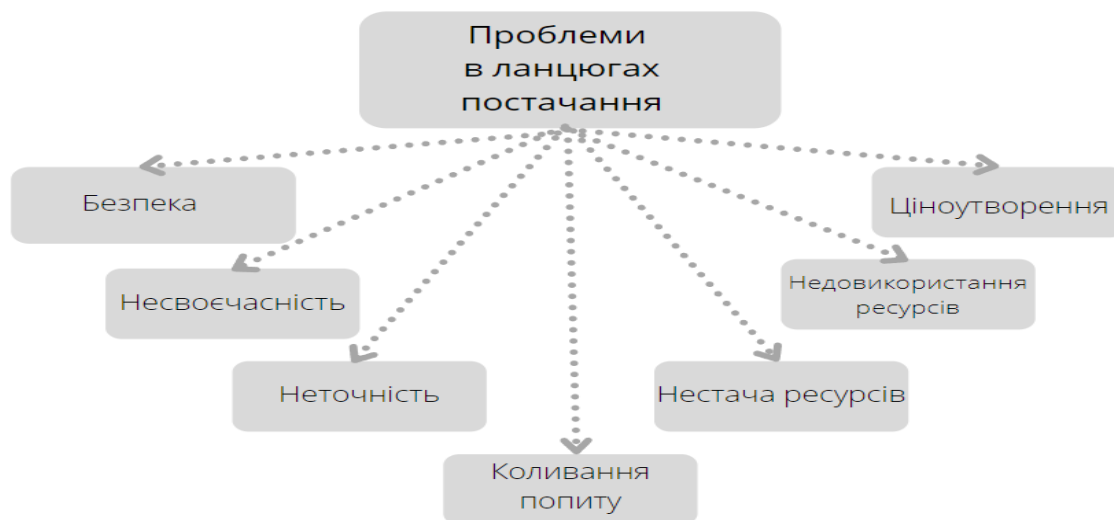 Проблеми
в ланцюгах
постачання
Безпека
Ціноутворення
Несвоєчасність
Недовикористання
ресурсів
Неточність
Нестача ресурсів
Коливання
попиту